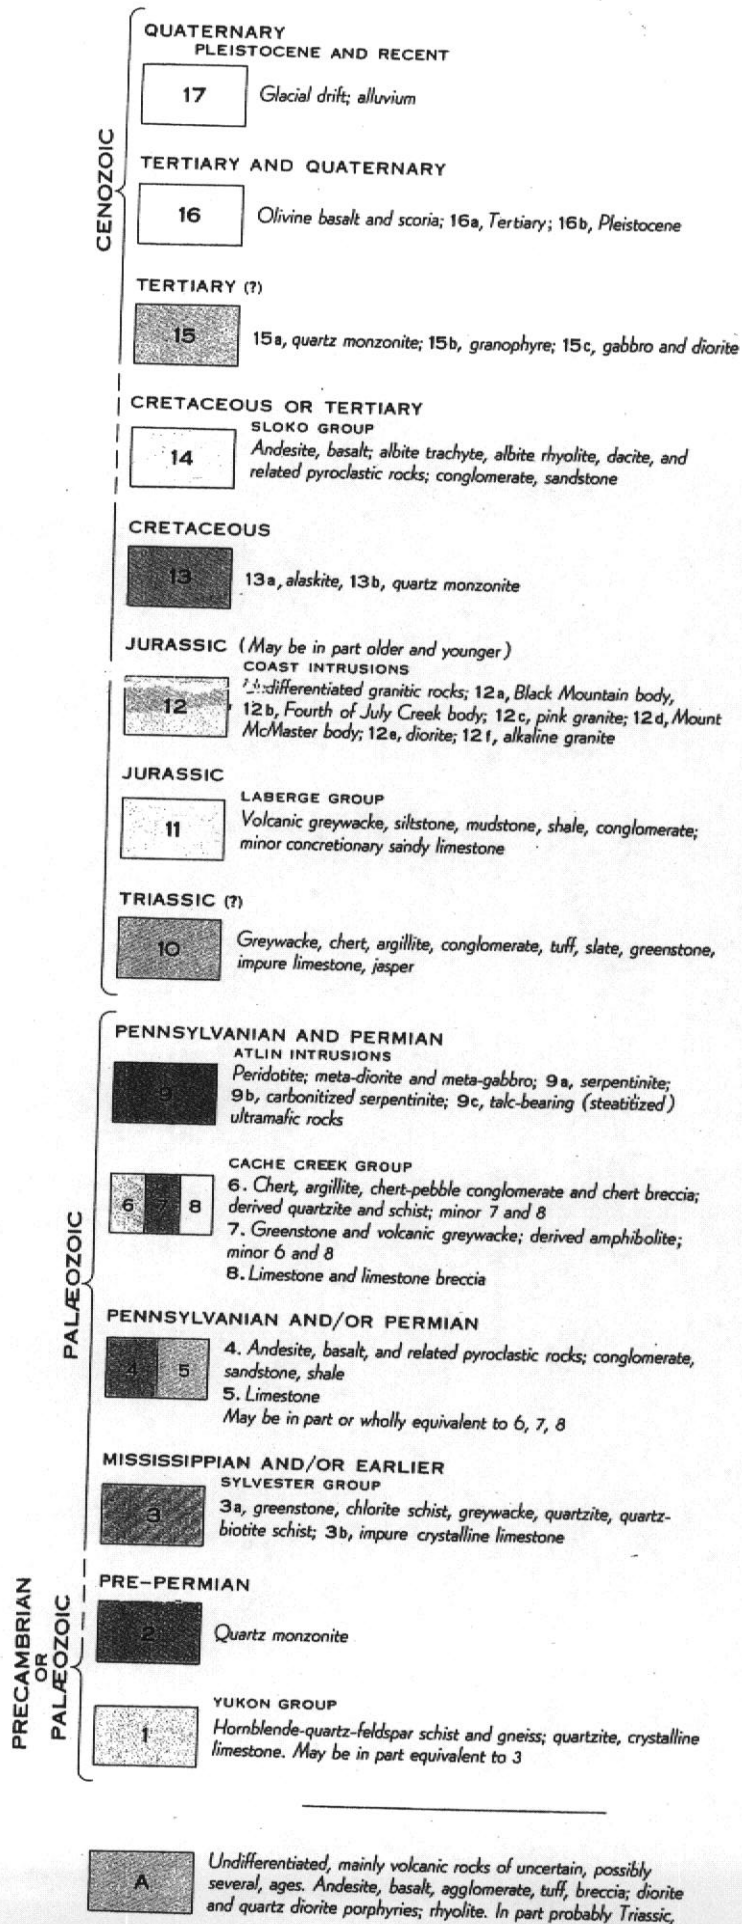 CENOZOIC
QUATERNARY
PLEISTOCENE AND RECENT
17
Glacial drift; alluvium
TERTIARY AND QUATERNARY
16
Olivine basalt and scoria; 16a, Tertiary; 16b, Pleistocene
TERTIARY (?)
15
15a, quartz monzonite; 15b, granophyre; 15c, gabbro and diorite
CRETACEOUS OR TERTIARY
SLOKO GROUP
14
Andesite, basalt; albite trachyte, albite rhyolite, dacite, and
related pyroclastic rocks; conglomerate, sandstone
CRETACEOUS
13
13a, alaskite, 13b, quartz monzonite
JURASSIC (May be in part older and younger)
COAST INTRUSIONS
12
differentiated granitic rocks; 12a, Black Mountain body,
12b, Fourth of July Creek body; 12c, pink granite; 12d, Mount
McMaster body; 12e, diorite; 12f, alkaline granite
JURASSIC
LABERGE GROUP
11
Volcanic greywacke, siltstone, mudstone, shale, conglomerate;
minor concretionary sandy limestone
TRIASSIC (?)
10
Greywacke, chert, argillite, conglomerate, tuff, slate, greenstone,
impure limestone, jasper
PALÆOZOIC
PENNSYLVANIAN AND PERMIAN
ATLIN INTRUSIONS
9
Peridotite; meta-diorite and meta-gabbro; 9a, serpentinite;
9b, carbonitized serpentinite; 9c, talc-bearing (steatitized)
ultramafic rocks
CACHE CREEK GROUP
6 7 8
6. Chert, argillite, chert-pebble conglomerate and chert breccia;
derived quartzite and schist; minor 7 and 8
7. Greenstone and volcanic greywacke; derived amphibolite;
minor 6 and 8
8. Limestone and limestone breccia
PENNSYLVANIAN AND/OR PERMIAN
4 5
4. Andesite, basalt, and related pyroclastic rocks; conglomerate,
sandstone, shale
5. Limestone
May be in part or wholly equivalent to 6, 7, 8
MISSISSIPPIAN AND/OR EARLIER
SYLVESTER GROUP
3
3a, greenstone, chlorite schist, greywacke, quartzite, quartz-
biotite schist; 3b, impure crystalline limestone
PRECAMBRIAN
OR
PALÆOZOIC
PRE-PERMIAN
2
Quartz monzonite
YUKON GROUP
1
Hornblende-quartz-feldspar schist and gneiss; quartzite, crystalline
limestone. May be in part equivalent to 3
A
Undifferentiated, mainly volcanic rocks of uncertain, possibly
several, ages. Andesite, basalt, agglomerate, tuff, breccia; diorite
and quartz diorite porphyries; rhyolite. In part probably Triassic,